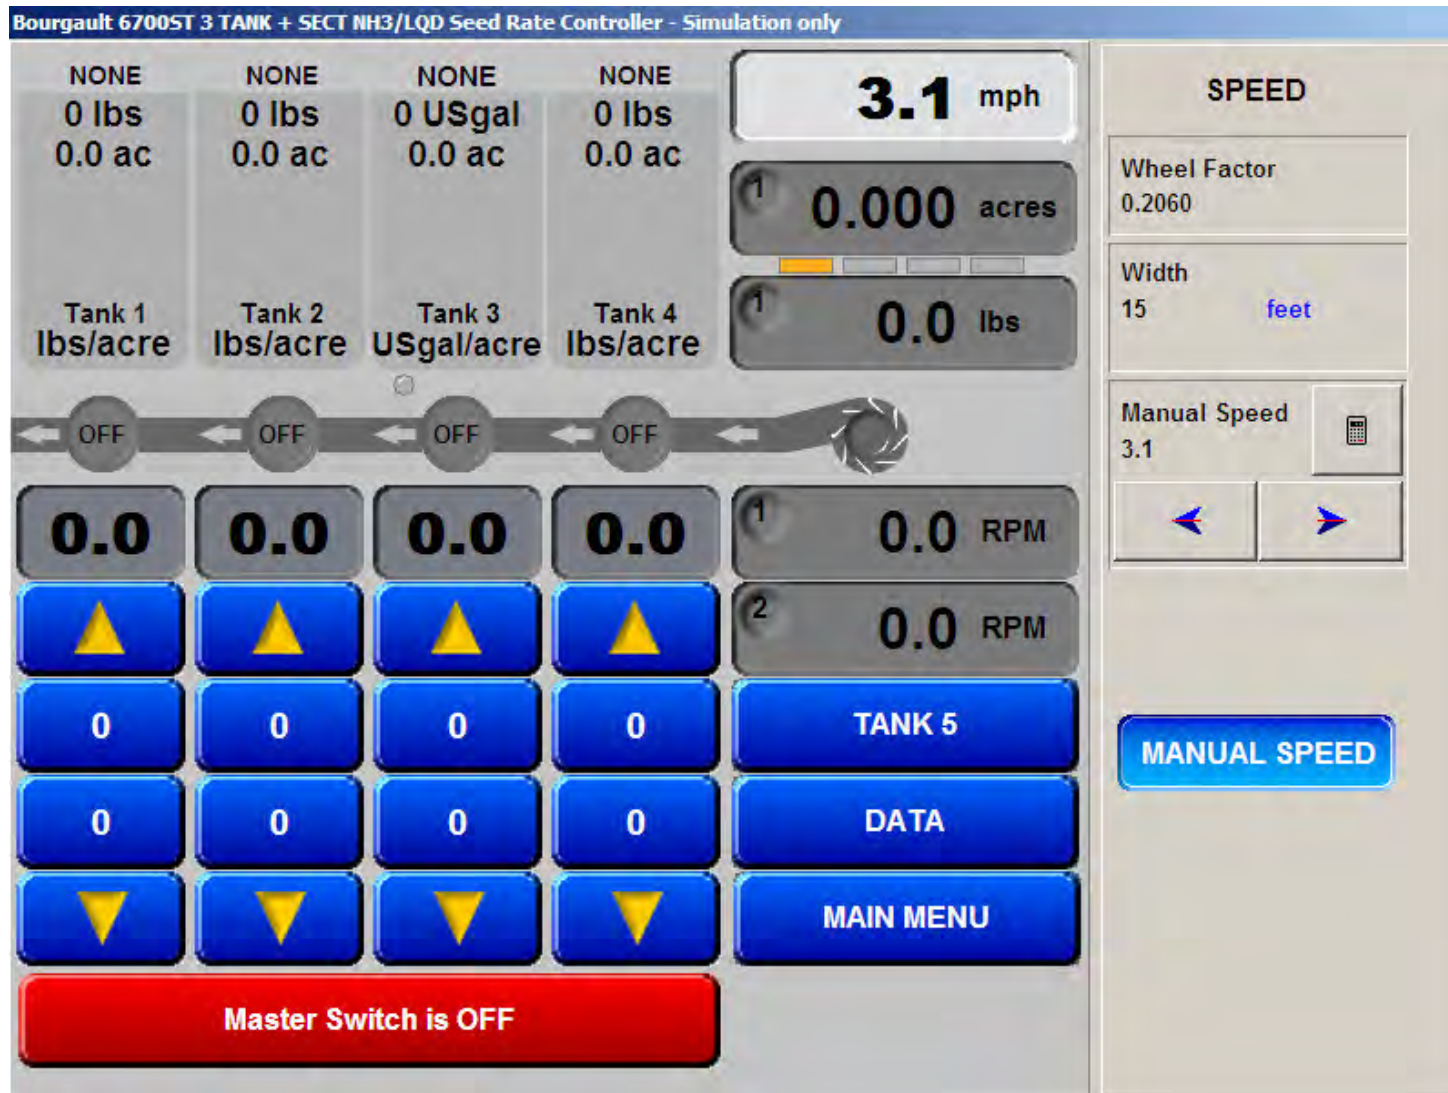 Bourgault 6700ST 3 TANK + SECT NH3/LQD Seed Rate Controller - Simulation only
NONE NONE NONE NONE
0 lbs 0 lbs 0 USgal 0 lbs
0.0 ac 0.0 ac 0.0 ac 0.0 ac
Tank 1 Tank 2 Tank 3 Tank 4
lbs/acre lbs/acre USgal/acre lbs/acre
3.1 mph
1 0.000 acres
1 0.0 lbs
OFF OFF OFF OFF
0.0 0.0 0.0 0.0
1 0.0 RPM
2 0.0 RPM
0 0 0 0 TANK 5
0 0 0 0 DATA
MAIN MENU
Master Switch is OFF
SPEED
Wheel Factor
0.2060
Width
15 feet
Manual Speed
3.1
MANUAL SPEED